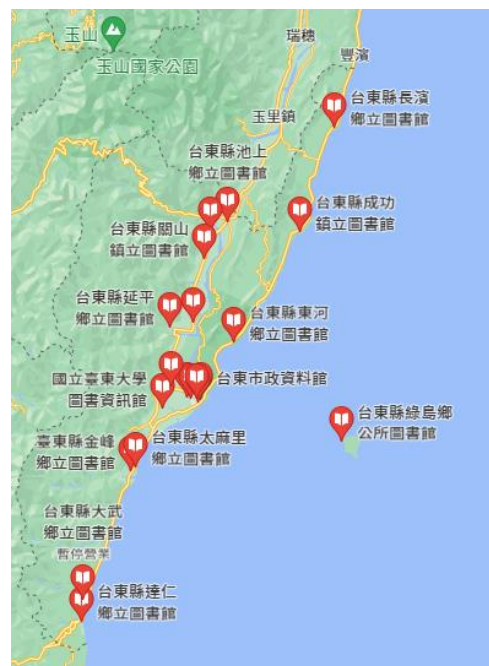 玉山
玉山國家公園
瑞穗
豐濱
玉里鎮
台東縣長濱
鄉立圖書館
台東縣池上
鄉立圖書館
台東縣成功
鎮立圖書館
台東縣關山
鎮立圖書館
台東縣延平
鄉立圖書館
台東縣東河
鄉立圖書館
國立臺東大學
圖書資訊館
台東市政資料館
台東縣綠島鄉
公所圖書館
臺東縣金峰
鄉立圖書館
台東縣太麻里
鄉立圖書館
台東縣大武
鄉立圖書館
暫停營業
台東縣達仁
鄉立圖書館